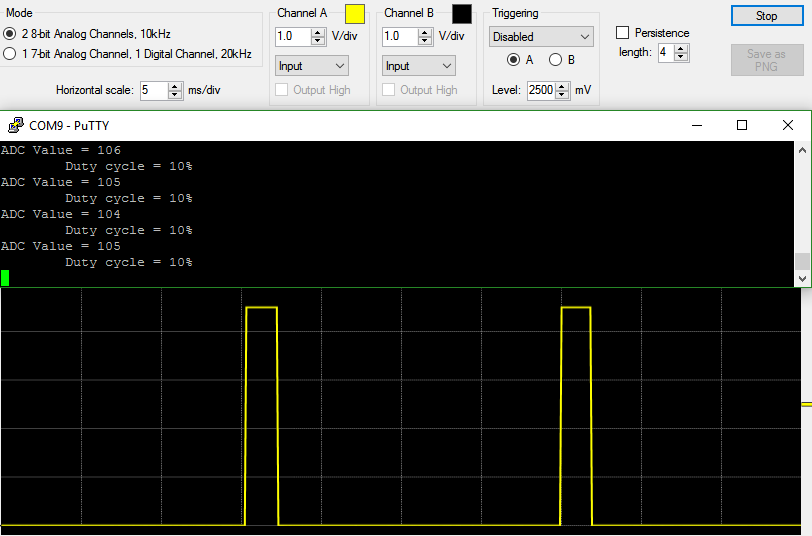 Mode
2 8-bit Analog Channels, 10kHz
1 7-bit Analog Channel, 1 Digital Channel, 20kHz
Horizontal scale: 5 ms/div
Channel A
1.0 V/div
Input
Output High
Channel B
1.0 V/div
Input
Output High
Triggering
Disabled
A B
Level: 2500 mV
Persistence
length: 4
Stop
Save as
PNG
COM9 - PuTTY
ADC Value = 106
Duty cycle = 10%
ADC Value = 105
Duty cycle = 10%
ADC Value = 104
Duty cycle = 10%
ADC Value = 105
Duty cycle = 10%